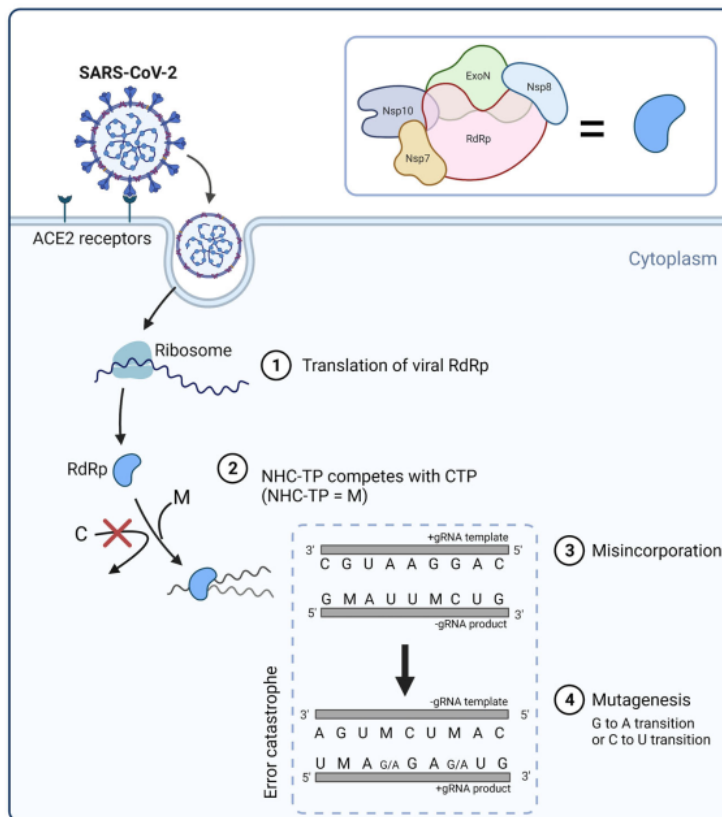 SARS-CoV-2
ExoN
Nsp8
Nsp10
RdRp
Nsp7
=
ACE2 receptors
Cytoplasm
Ribosome
1 Translation of viral RdRp
RdRp
2 NHC-TP competes with CTP
(NHC-TP = M)
M
C
Error catastrophe
+gRNA template
3' 5'
C G U A A G G A C
G M A U U M C U G
5' 3'
-gRNA product
3 Misincorporation
-gRNA template
3' 5'
A G U M C U M A C
U M A G/A G A G/A U G
5' 3'
+gRNA product
4 Mutagenesis
G to A transition
or C to U transition